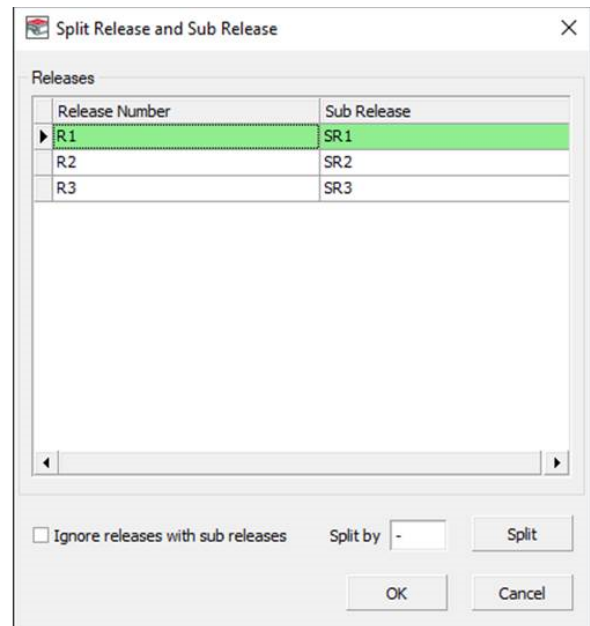 Split Release and Sub Release
Releases
Release Number Sub Release
R1 SR1
R2 SR2
R3 SR3
Ignore releases with sub releases Split by - Split
OK Cancel